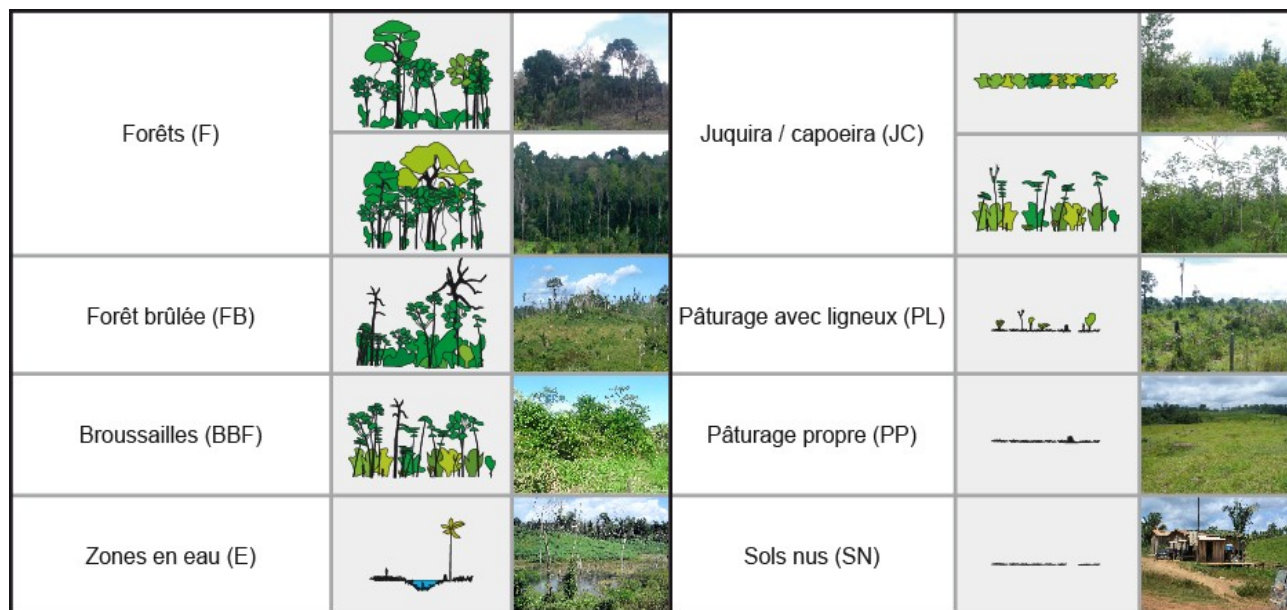 Forêts (F)
Juquira / capoeira (JC)
Forêt brûlée (FB)
Pâturage avec ligneux (PL)
Broussailles (BBF)
Pâturage propre (PP)
Zones en eau (E)
Sols nus (SN)